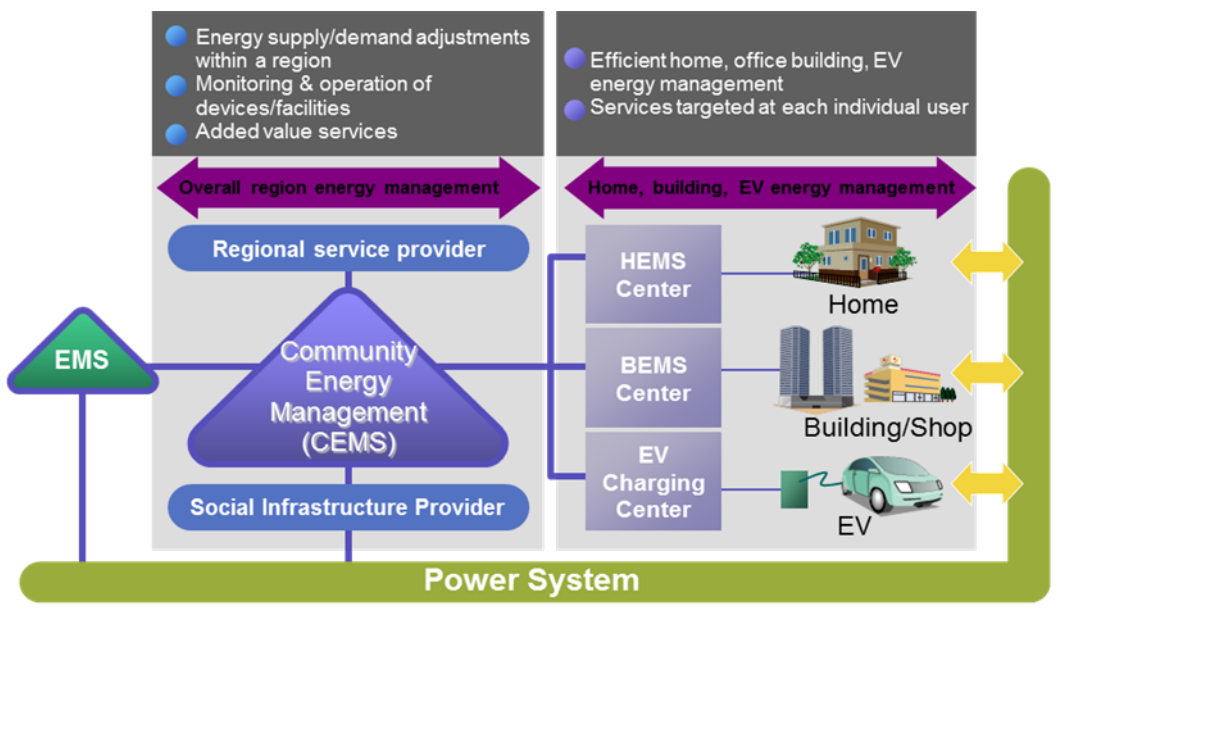 Energy supply/demand adjustments
within a region
Monitoring & operation of
devices/facilities
Added value services
Efficient home, office building, EV
energy management
Services targeted at each individual user
Overall region energy management
Home, building, EV energy management
Regional service provider
EMS
Community
Energy
Management
(CEMS)
Social Infrastructure Provider
HEMS
Center
Home
BEMS
Center
Building/Shop
EV
Charging
Center
EV
Power System